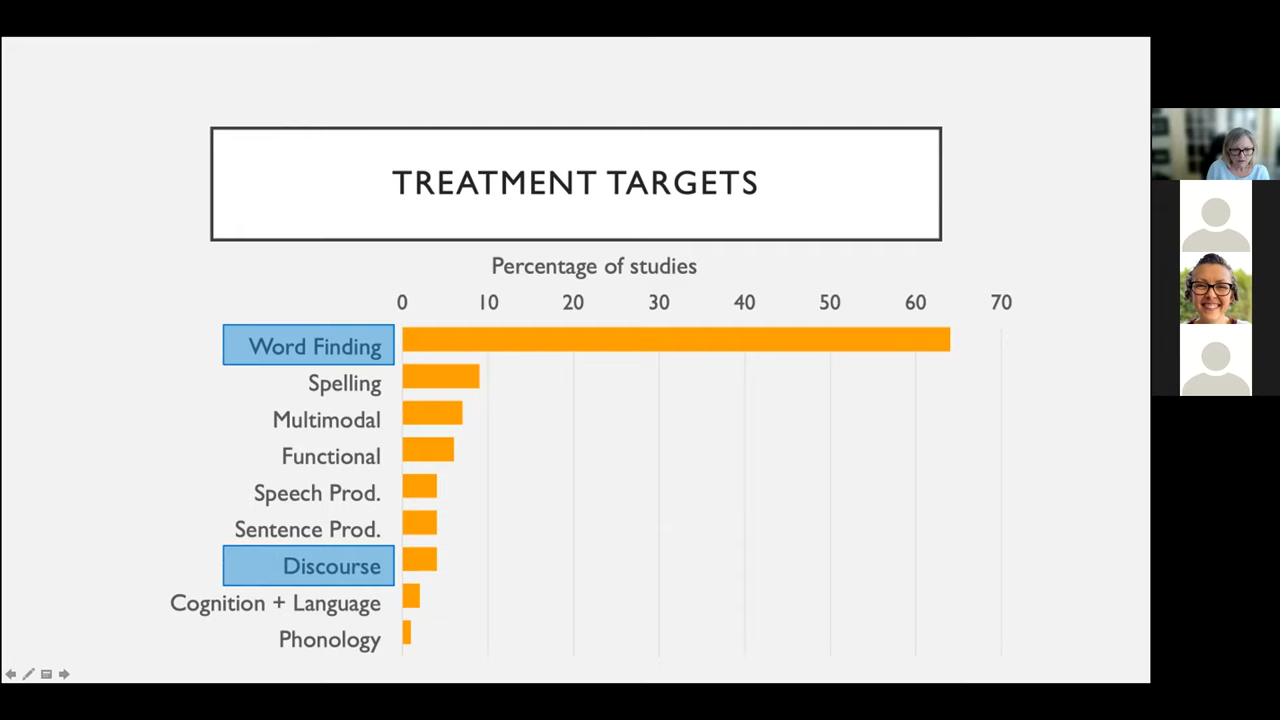 TREATMENT TARGETS
Percentage of studies
0 10 20 30 40 50 60 70
Word Finding
Spelling
Multimodal
Functional
Speech Prod.
Sentence Prod.
Discourse
Cognition + Language
Phonology